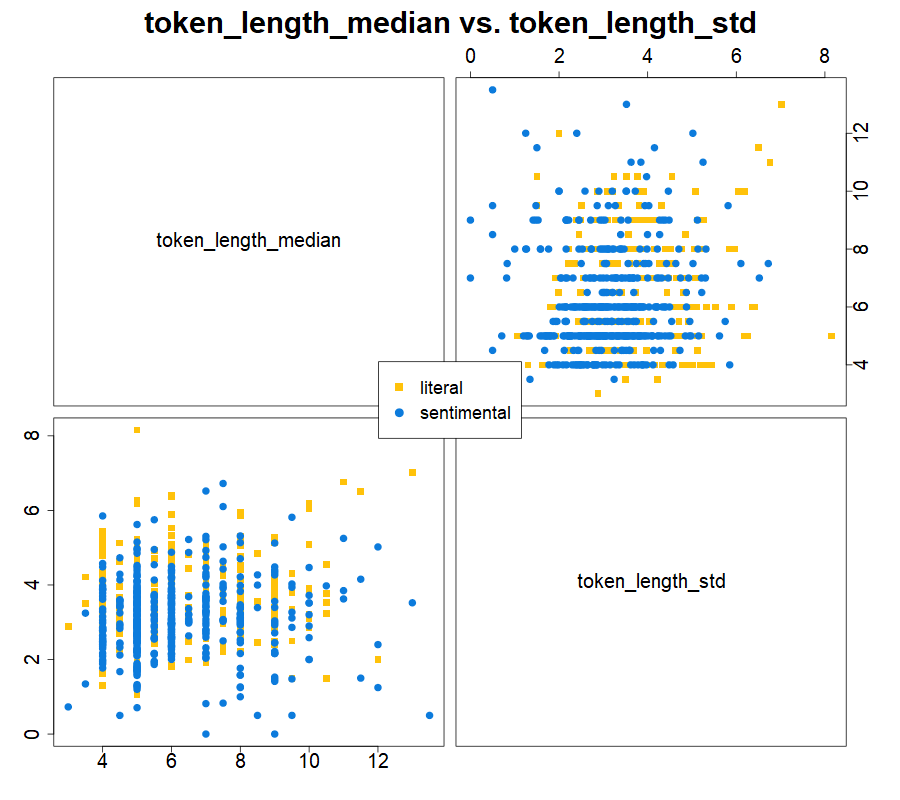 token_length_median vs. token_length_std
0 2 4 6 8
token_length_median
12
10
8
6
4
literal
sentimental
8
6
4
2
0
token_length_std
4 6 8 10 12